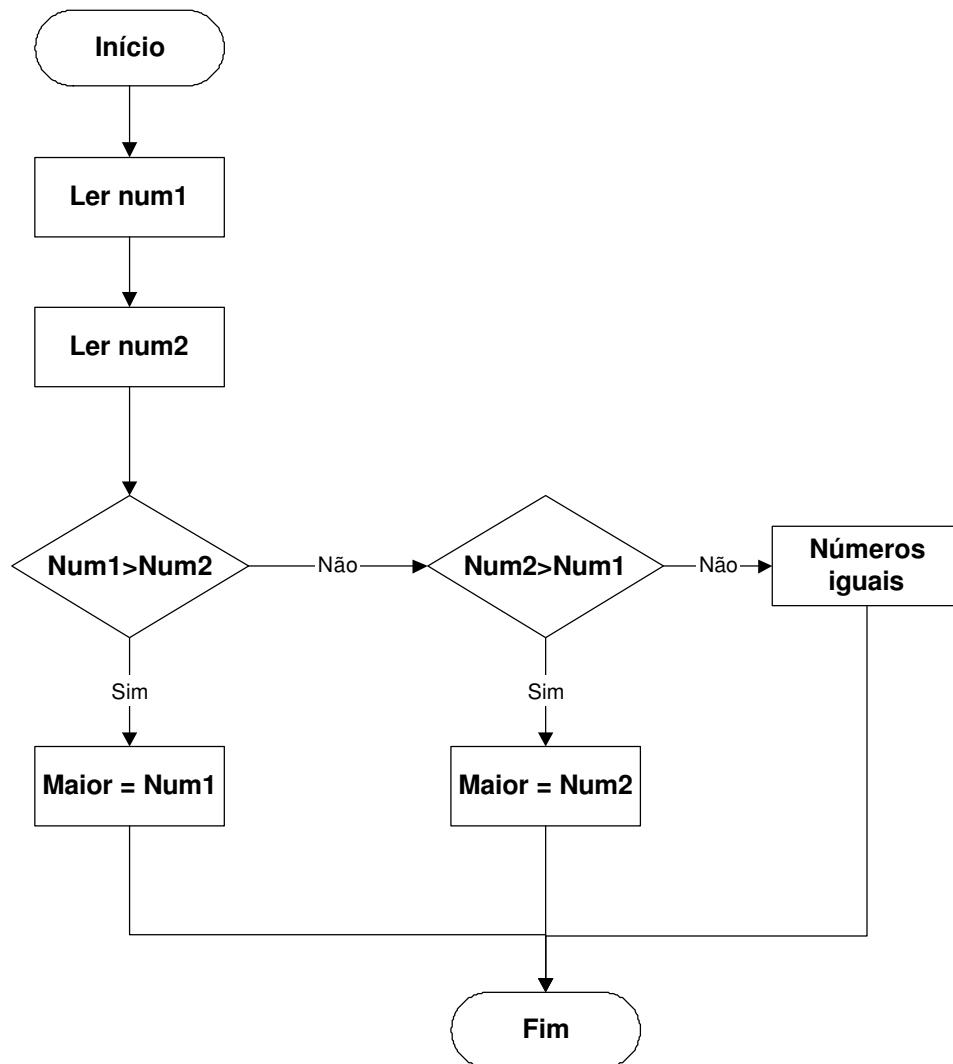 Início
Ler num1
Ler num2
Num1>Num2
Não
Num2>Num1
Não
Números
iguais
Sim
Sim
Maior = Num1
Maior = Num2
Fim